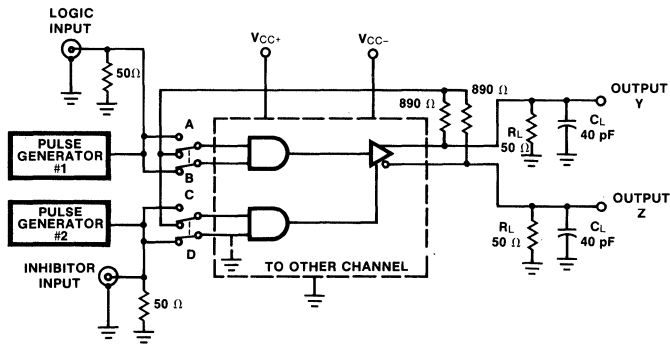 LOGIC
INPUT
50Ω
VCC+
VCC−
890 Ω
890 Ω
OUTPUT
Y
RL
50 Ω
CL
40 pF
A
PULSE
GENERATOR
#1
B
C
PULSE
GENERATOR
#2
D
OUTPUT
Z
RL
50 Ω
CL
40 pF
INHIBITOR
INPUT
50 Ω
TO OTHER CHANNEL